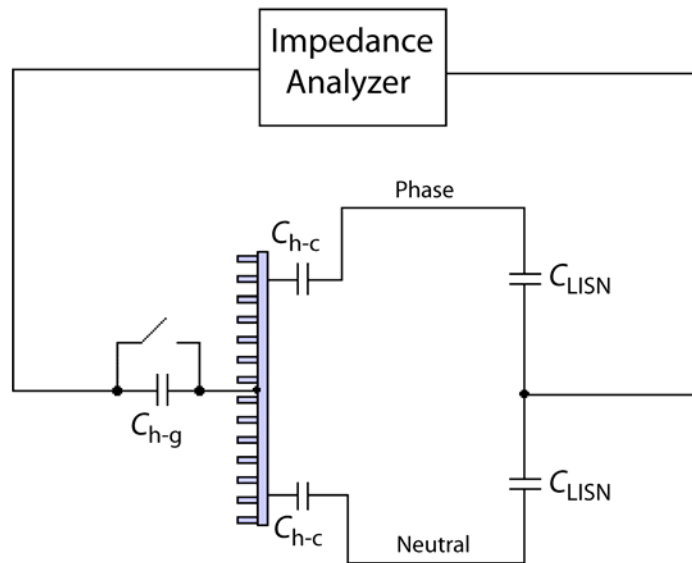 Impedance
Analyzer
Phase
C_h-c
C_LISN
C_h-g
C_LISN
C_h-c
Neutral